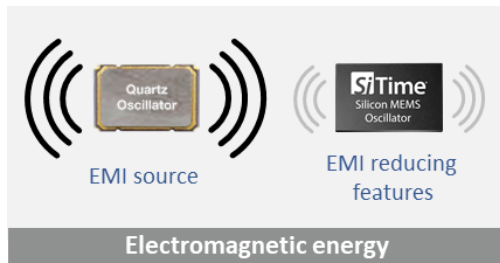 Quartz
Oscillator
SiTime
Silicon MEMS
Oscillator
EMI source
EMI reducing
features
Electromagnetic energy